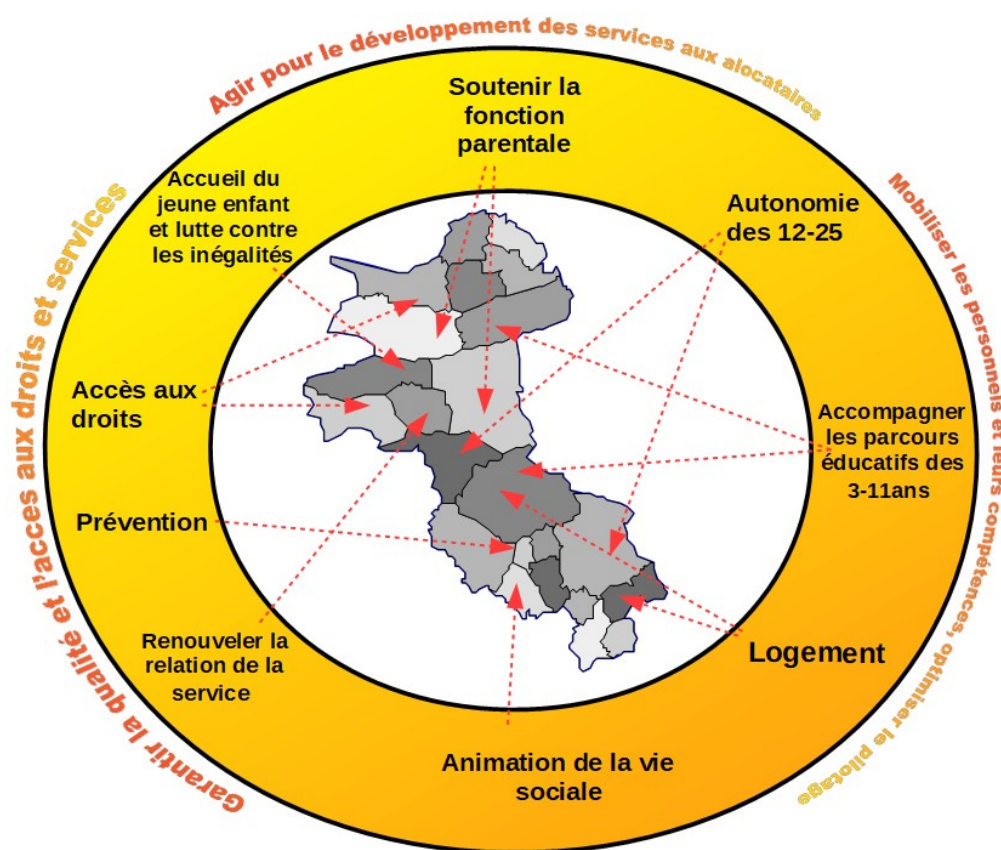 Agir pour le développement des services aux alocataires
Mobiliser les personnels et leurs compétences, optimiser le pilotage
Garantir la qualité et l'acces aux droits et services
Soutenir la
fonction
parentale
Accueil du
jeune enfant
et lutte contre
les inégalités
Autonomie
des 12-25
Accès aux
droits
Accompagner
les parcours
éducatifs des
3-11ans
Prévention
Renouveler la
relation de la
service
Logement
Animation de la vie
sociale